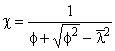 χ = 1 / (ϕ + √(ϕ² − λ̅²))